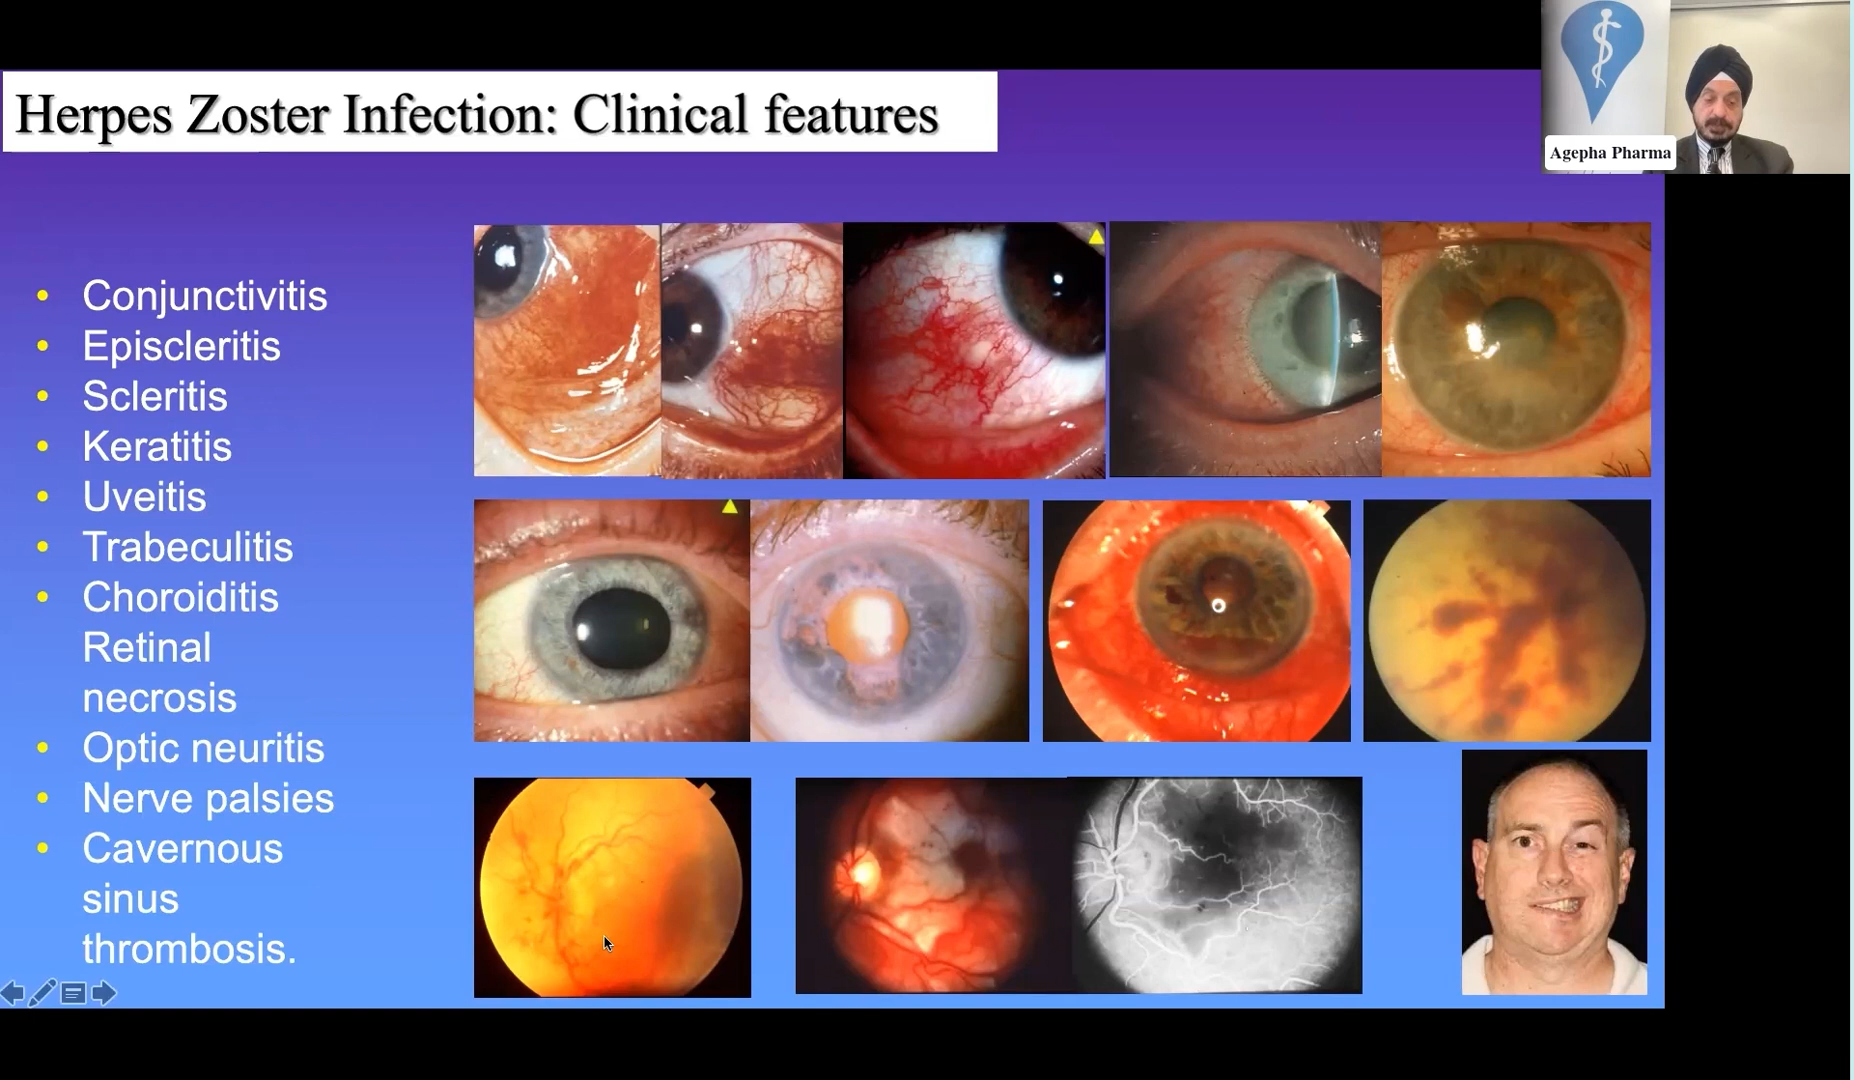 Herpes Zoster Infection: Clinical features
Agepha Pharma
Conjunctivitis
Episcleritis
Scleritis
Keratitis
Uveitis
Trabeculitis
Choroiditis
Retinal
necrosis
Optic neuritis
Nerve palsies
Cavernous
sinus
thrombosis.